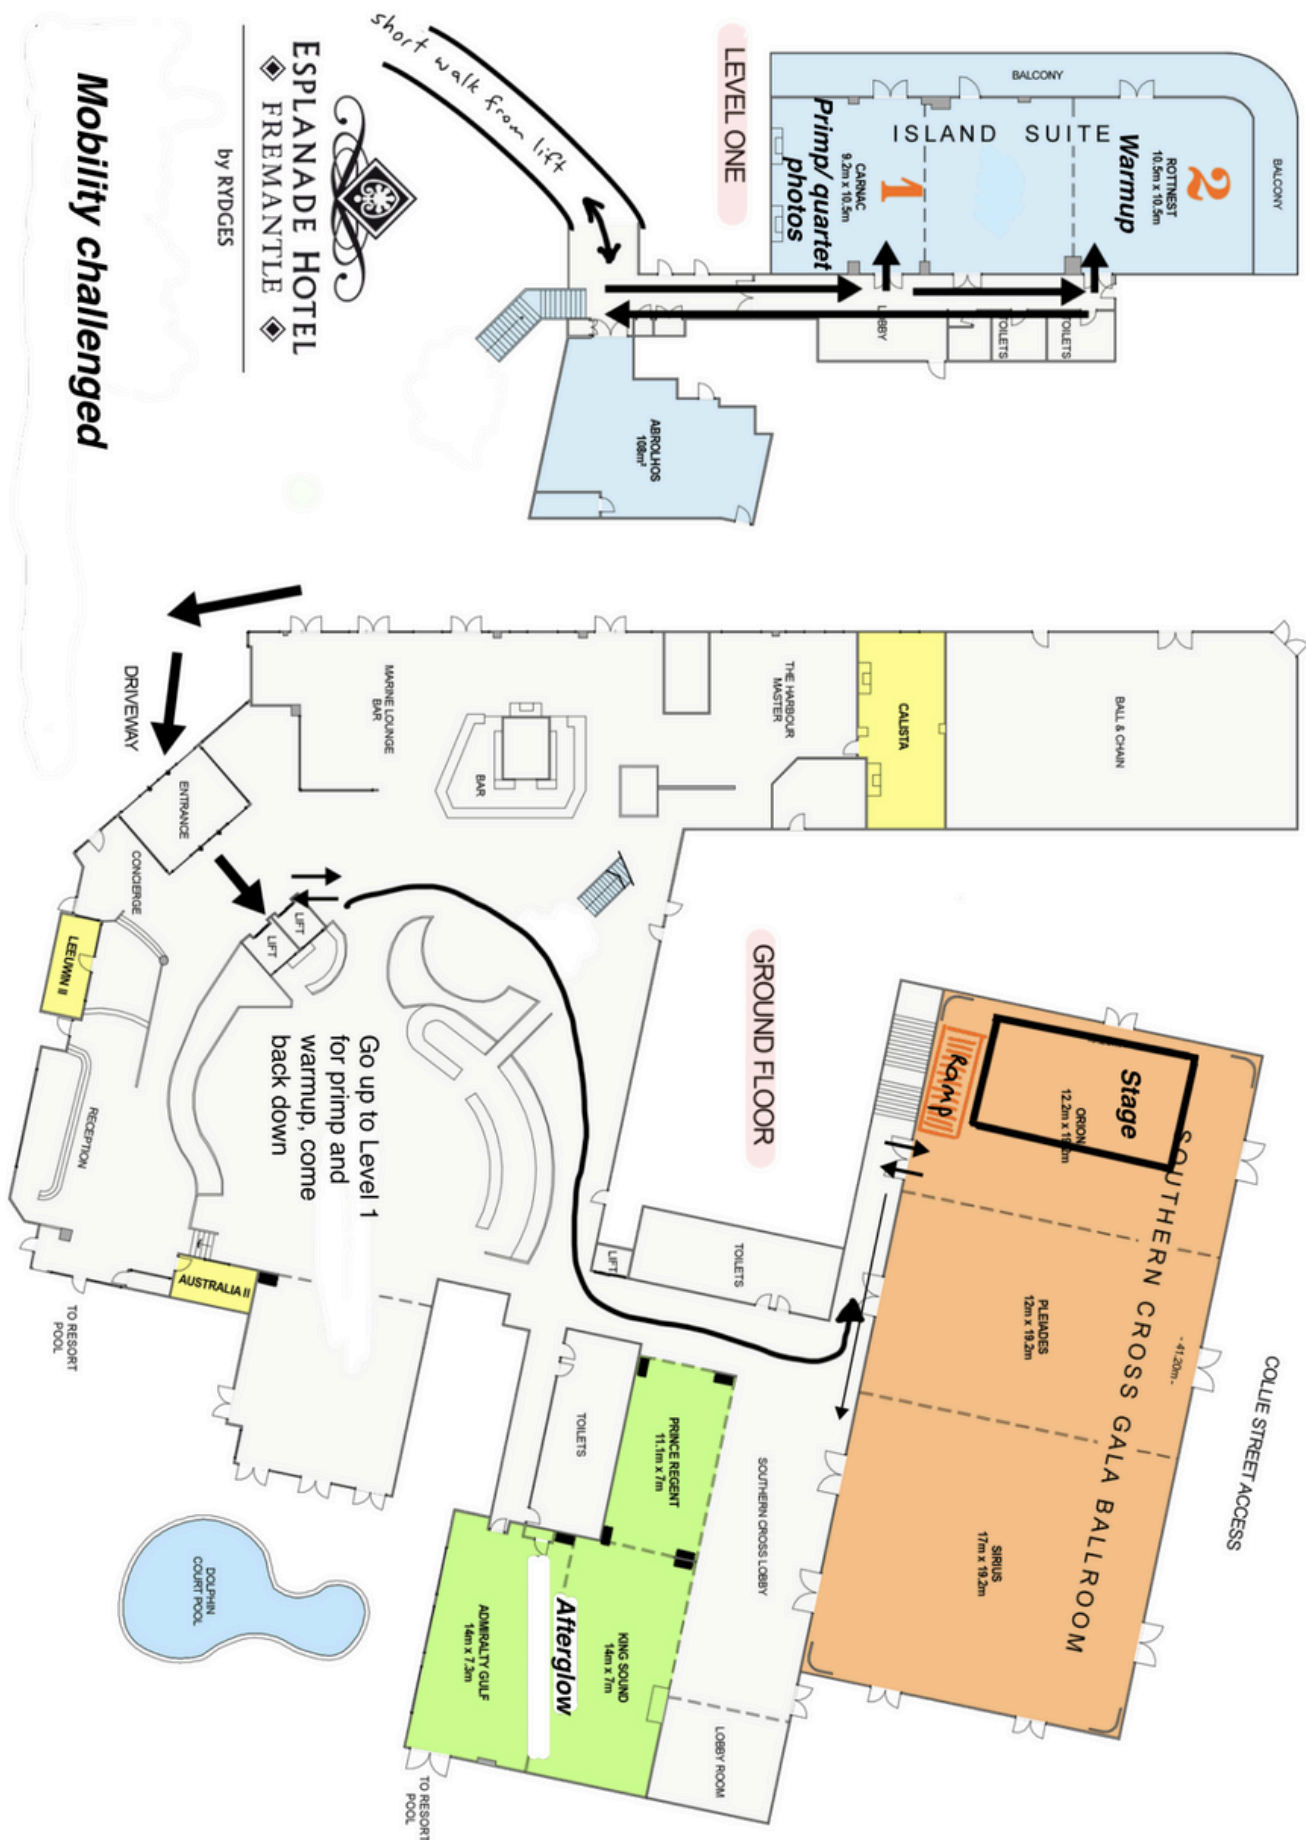 Mobility challenged
ESPLANADE HOTEL
FREMANTLE
by RYDGES
short walk from lift
LEVEL ONE
BALCONY
BALCONY
ISLAND SUITE
2
ROTTNEST
10.5m x 10.5m
Warmup
1
CARNAC
9.2m x 10.5m
Primp/ quartet
photos
LOBBY
TOILETS
TOILETS
ABROLHOS
108m²
GROUND FLOOR
DRIVEWAY
ENTRANCE
CONCIERGE
LEEUWIN II
RECEPTION
MARINE LOUNGE
BAR
BAR
THE HARBOUR
MASTER
CALISTA
BALL & CHAIN
LIFT
LIFT
Go up to Level 1
for primp and
warmup, come
back down
AUSTRALIA II
TO RESORT
POOL
LIFT
TOILETS
TOILETS
Stage
Ramp
ORION
SOUTHERN CROSS GALA BALLROOM
PLEIADES
12m x 19.2m
- 41.20m -
SIRIUS
17m x 19.2m
COLLIE STREET ACCESS
PRINCE REGENT
11.1m x 7m
SOUTHERN CROSS LOBBY
KING SOUND
14m x 7m
Afterglow
ADMIRALTY GULF
14m x 7.3m
LOBBY ROOM
DOLPHIN
COURT POOL
TO RESORT
POOL